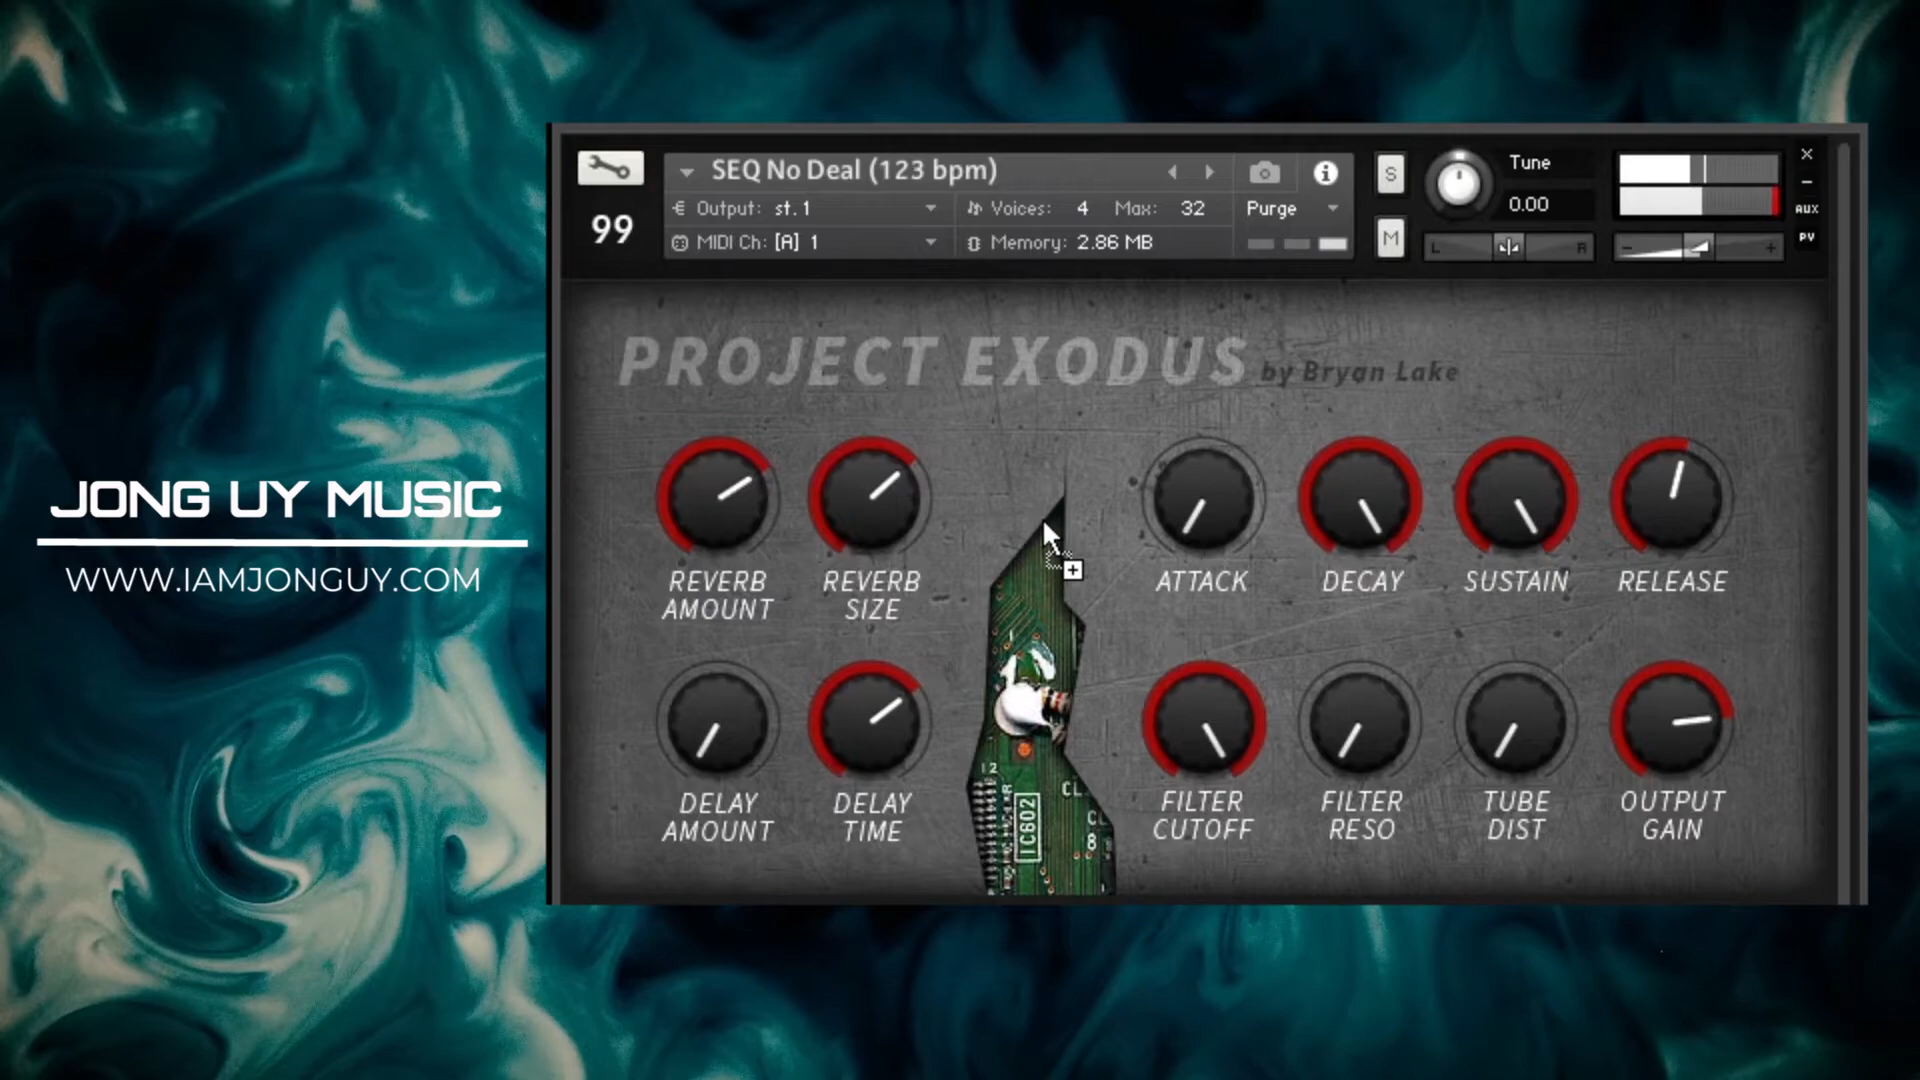 JONG UY MUSIC
WWW.IAMJONGUY.COM
SEQ No Deal (123 bpm)
99
Output: st.1
Voices: 4 Max: 32
Purge
MIDI Ch: [A] 1
Memory: 2.86 MB
S
M
Tune
0.00
L R
- +
AUX
PV
PROJECT EXODUS by Bryan Lake
REVERB
AMOUNT
REVERB
SIZE
ATTACK
DECAY
SUSTAIN
RELEASE
DELAY
AMOUNT
DELAY
TIME
FILTER
CUTOFF
FILTER
RESO
TUBE
DIST
OUTPUT
GAIN
12
IC602
CL
8